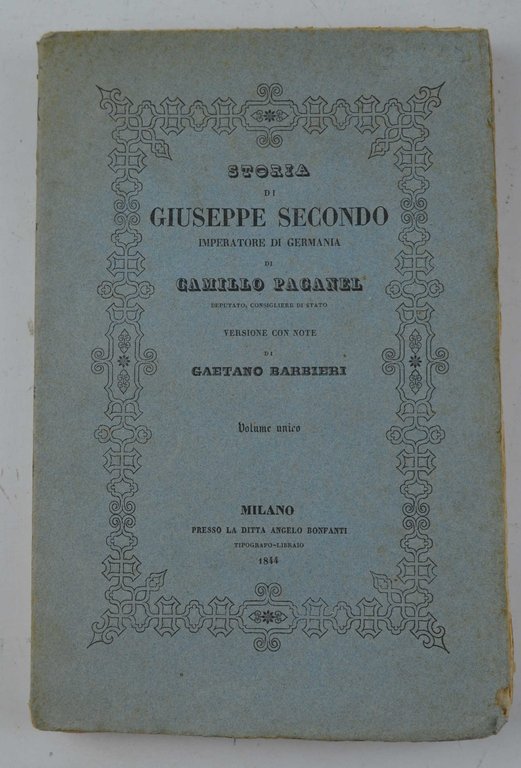 STORIA
DI
GIUSEPPE SECONDO
IMPERATORE DI GERMANIA
DI
CAMILLO PAGANEL
DEPUTATO, CONSIGLIERE DI STATO
VERSIONE CON NOTE
DI
GAETANO BARBIERI
Volume unico
MILANO
PRESSO LA DITTA ANGELO BONFANTI
TIPOGRAFO-LIBRAIO
1844